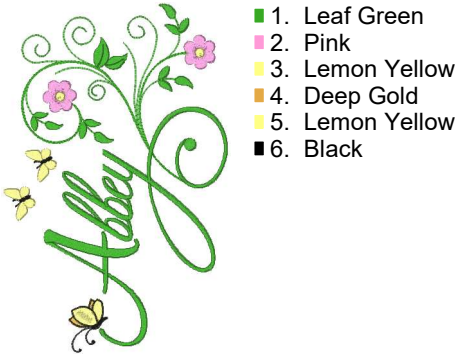 Abbey
1. Leaf Green
2. Pink
3. Lemon Yellow
4. Deep Gold
5. Lemon Yellow
6. Black